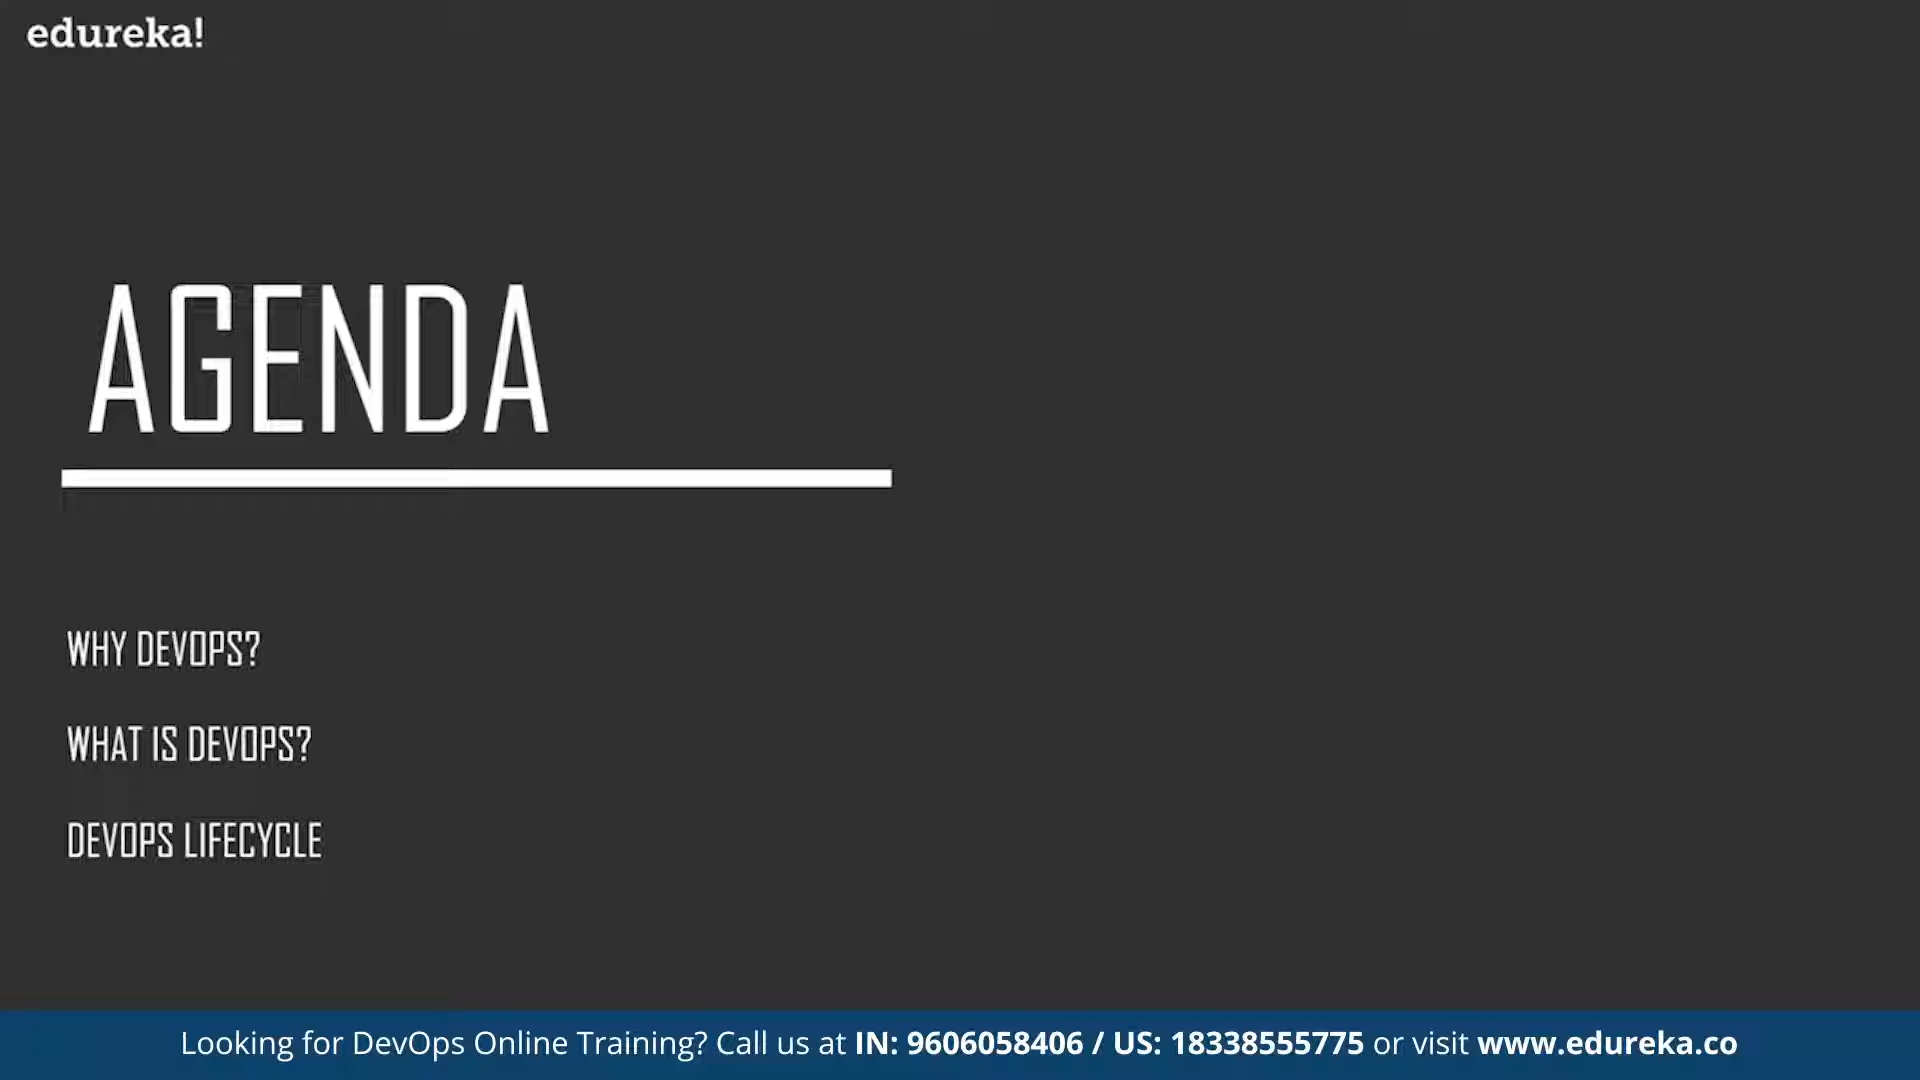 edureka!
AGENDA
WHY DEVOPS?
WHAT IS DEVOPS?
DEVOPS LIFECYCLE
Looking for DevOps Online Training? Call us at IN: 9606058406 / US: 18338555775 or visit www.edureka.co